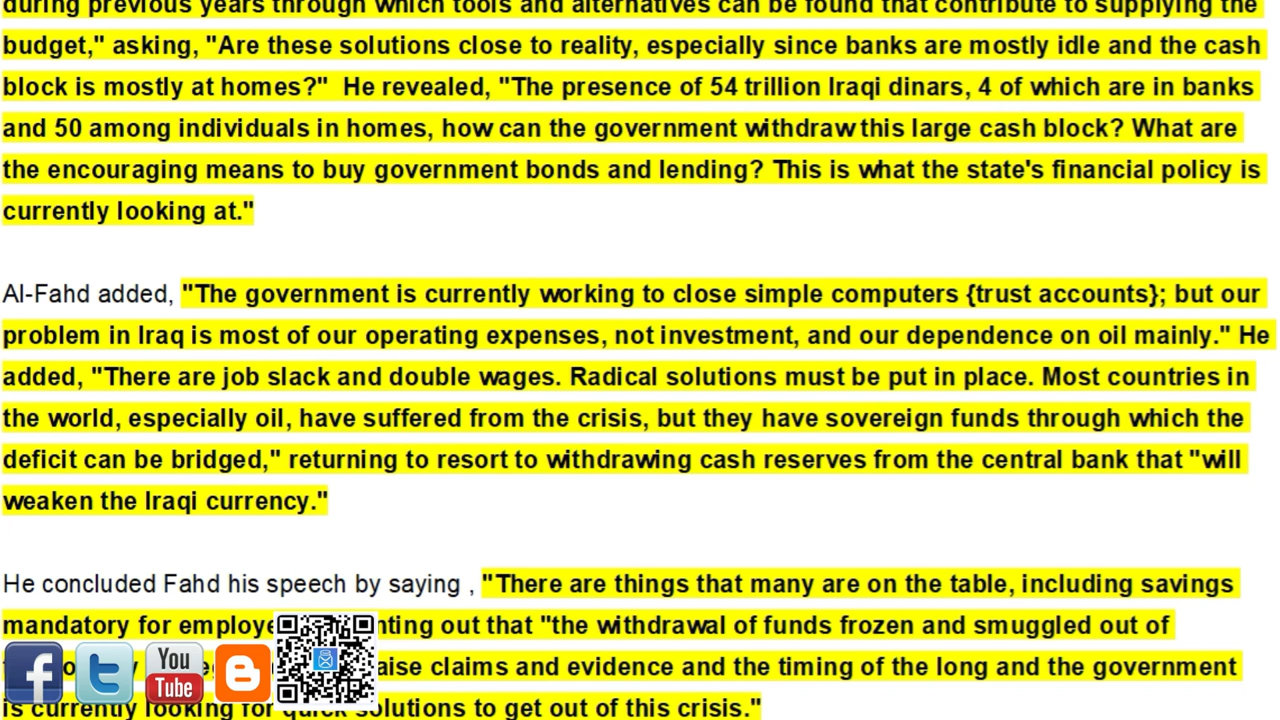 during previous years through which tools and alternatives can be found that contribute to supplying the
budget," asking, "Are these solutions close to reality, especially since banks are mostly idle and the cash
block is mostly at homes?"  He revealed, "The presence of 54 trillion Iraqi dinars, 4 of which are in banks
and 50 among individuals in homes, how can the government withdraw this large cash block? What are
the encouraging means to buy government bonds and lending? This is what the state's financial policy is
currently looking at."
Al-Fahd added, "The government is currently working to close simple computers {trust accounts}; but our
problem in Iraq is most of our operating expenses, not investment, and our dependence on oil mainly." He
added, "There are job slack and double wages. Radical solutions must be put in place. Most countries in
the world, especially oil, have suffered from the crisis, but they have sovereign funds through which the
deficit can be bridged," returning to resort to withdrawing cash reserves from the central bank that "will
weaken the Iraqi currency."
He concluded Fahd his speech by saying , "There are things that many are on the table, including savings
mandatory for out that "the withdrawal of funds frozen and smuggled out of
claims and evidence and the timing of the long and the government
is currently looking for quick solutions to get out of this crisis."
You
Tube